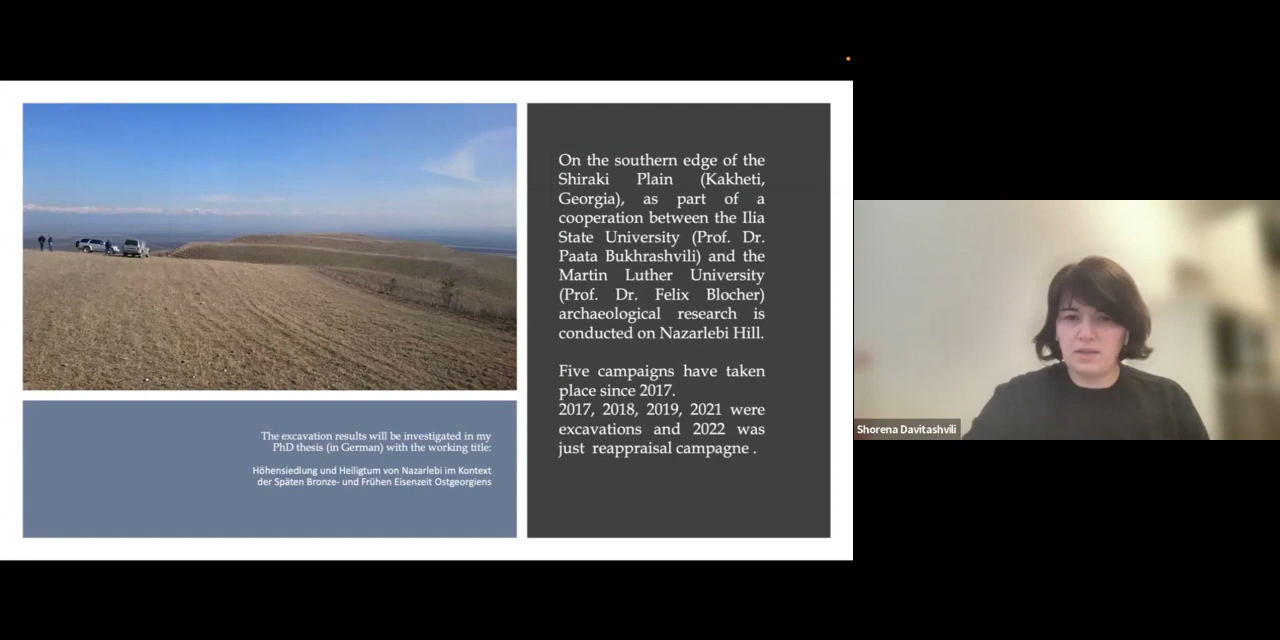 On the southern edge of the
Shiraki Plain (Kakheti,
Georgia), as part of a
cooperation between the Ilia
State University (Prof. Dr.
Paata Bukhrashvili) and the
Martin Luther University
(Prof. Dr. Felix Blocher)
archaeological research is
conducted on Nazarlebi Hill.
Five campaigns have taken
place since 2017.
2017, 2018, 2019, 2021 were
excavations and 2022 was
just reappraisal campagne .
The excavation results will be investigated in my
PhD thesis (in German) with the working title:
Höhensiedlung und Heiligtum von Nazarlebi im Kontext
der Späten Bronze- und Frühen Eisenzeit Ostgeorgiens
Shorena Davitashvili